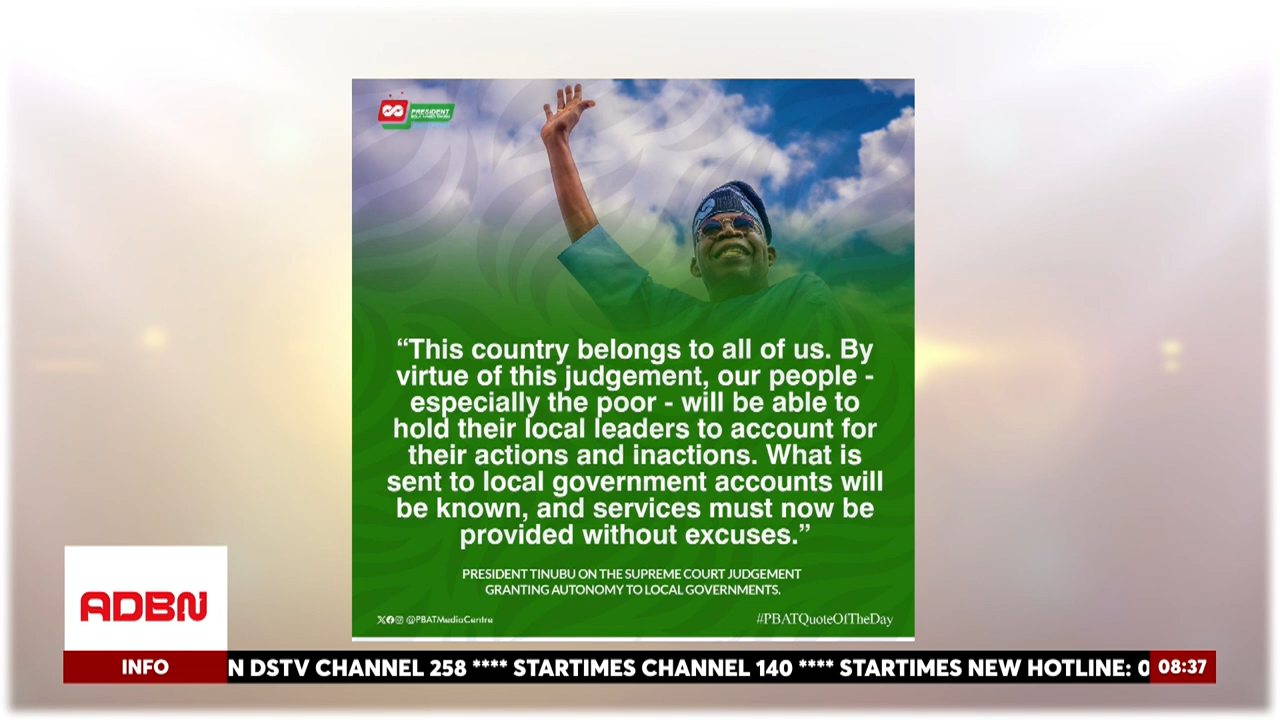 PRESIDENT
“This country belongs to all of us. By
virtue of this judgement, our people -
especially the poor - will be able to
hold their local leaders to account for
their actions and inactions. What is
sent to local government accounts will
be known, and services must now be
provided without excuses.”
PRESIDENT TINUBU ON THE SUPREME COURT JUDGEMENT
GRANTING AUTONOMY TO LOCAL GOVERNMENTS.
@PBATMediaCentre
#PBATQuoteOfTheDay
ADBN
INFO
N DSTV CHANNEL 258 **** STARTIMES CHANNEL 140 **** STARTIMES NEW HOTLINE: 0
08:37